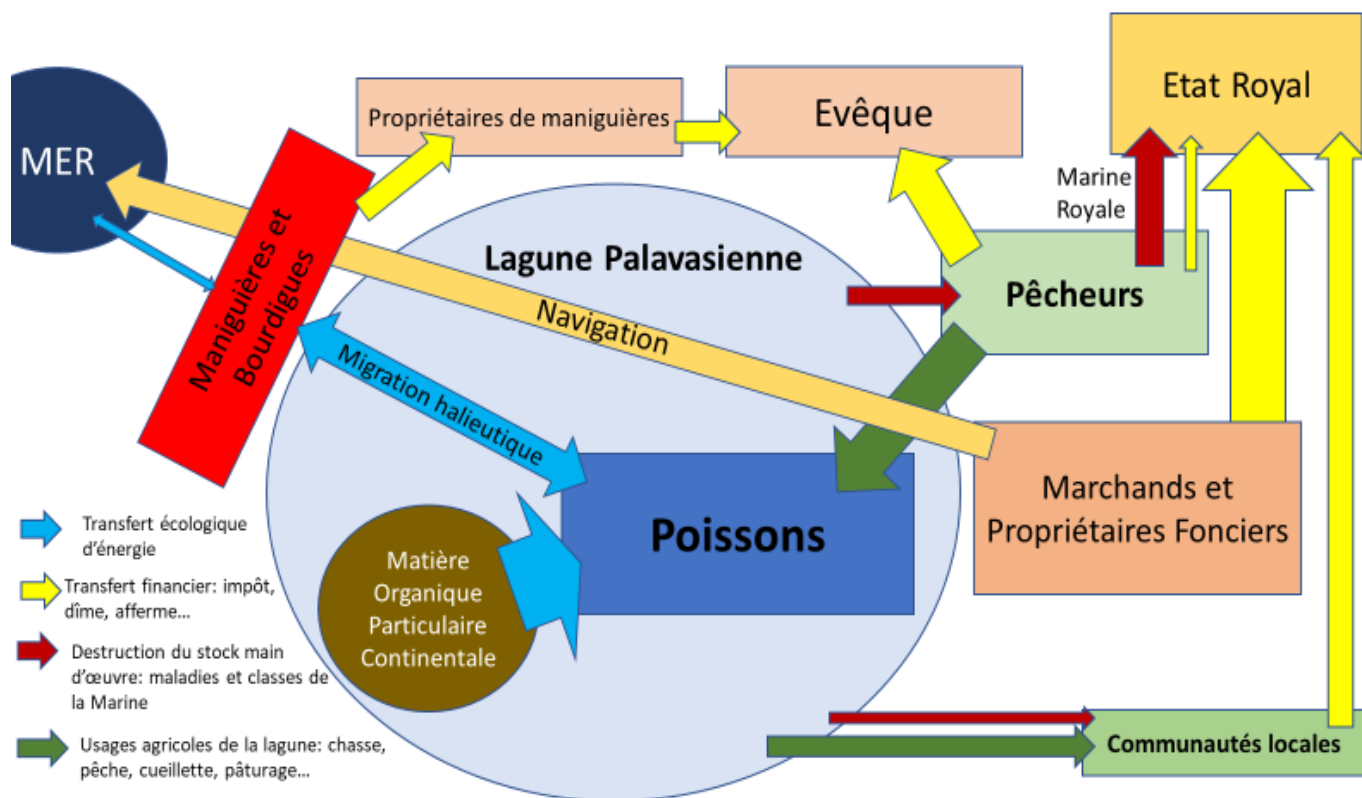 Etat Royal
Propriétaires de maniguières
Evêque
MER
Marine
Royale
Maniguières et
Bourdigues
Lagune Palavasienne
Pêcheurs
Navigation
Migration halieutique
Marchands et
Propriétaires Fonciers
Poissons
Matière
Organique
Particulaire
Continentale
Transfert écologique
d’énergie
Transfert financier: impôt,
dîme, afferme...
Destruction du stock main
d’œuvre: maladies et classes de
la Marine
Usages agricoles de la lagune: chasse,
pêche, cueillette, pâturage...
Communautés locales